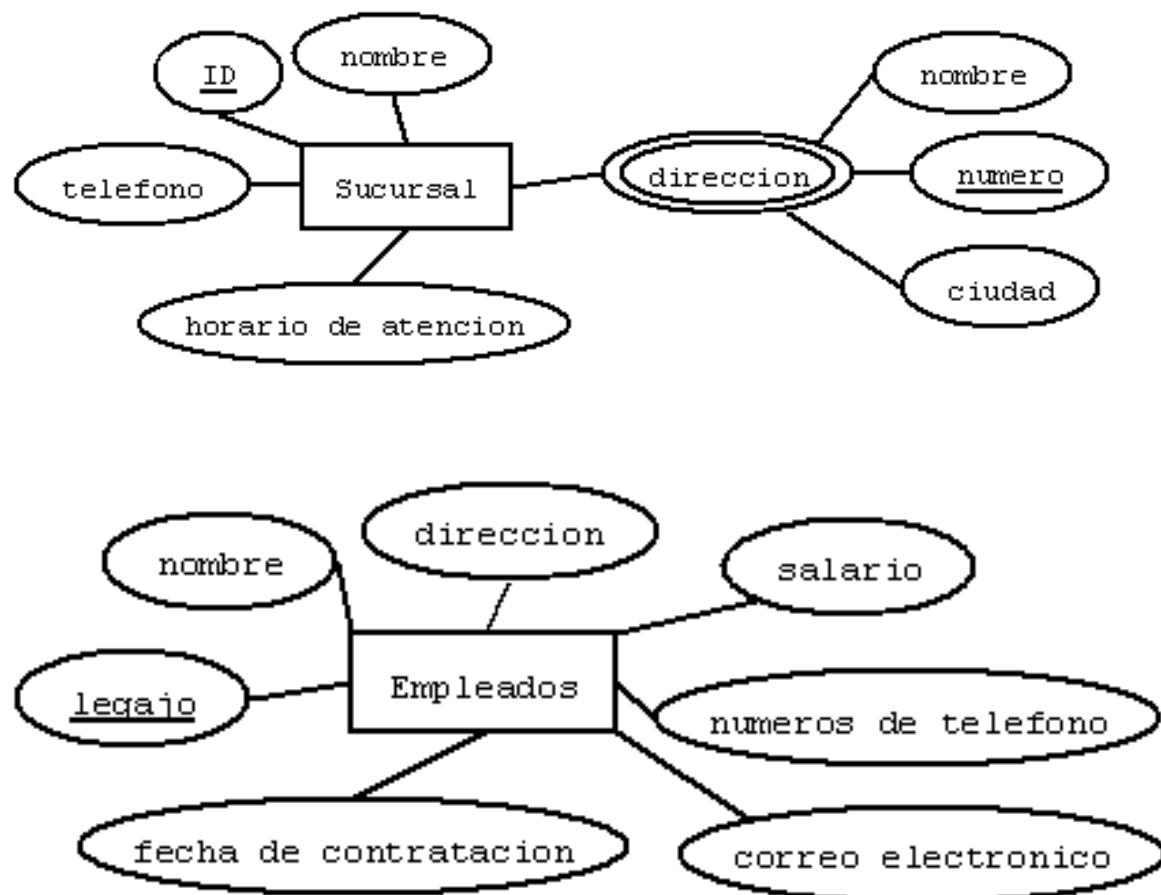 nombre
ID
nombre
numero
telefono
Sucursal
direccion
ciudad
horario de atencion
direccion
nombre
salario
legajo
Empleados
numeros de telefono
fecha de contratacion
correo electronico